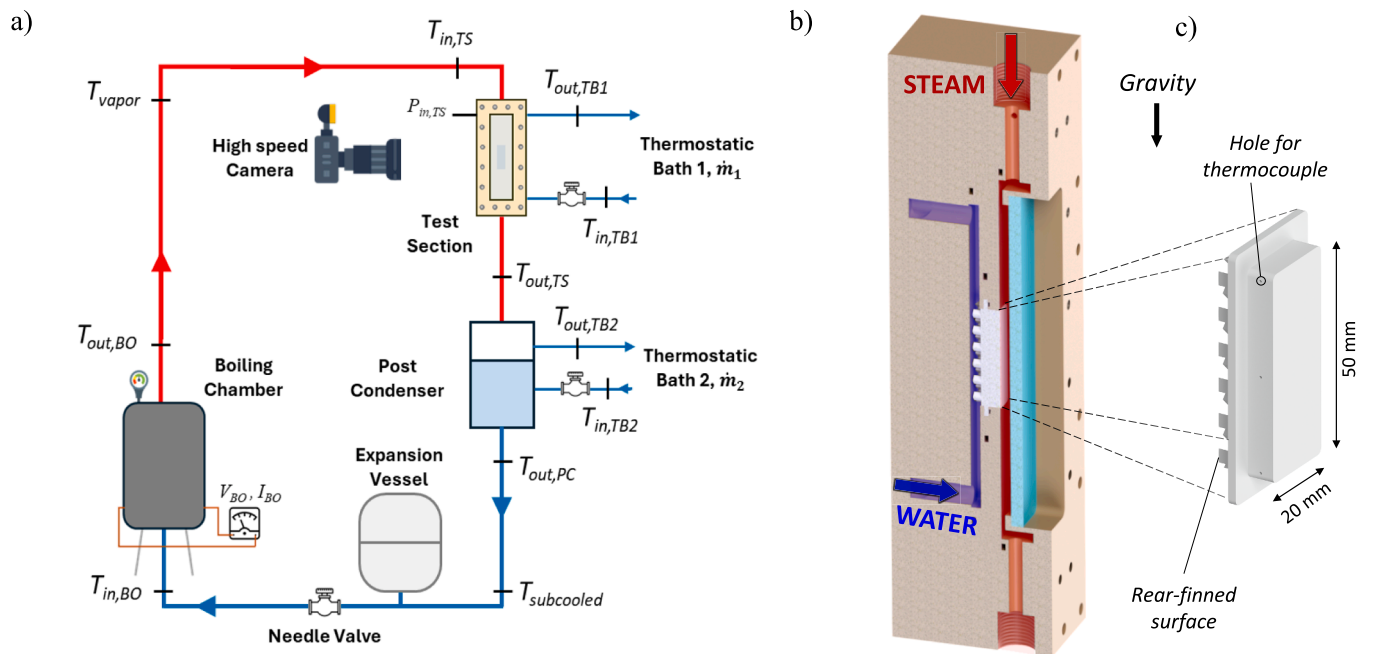 a)
T_in,TS
T_vapor
T_out,TB1
P_in,TS
High speed
Camera
Thermostatic
Bath 1, ṁ₁
Test
Section
T_in,TB1
T_out,TS
T_out,BO
T_out,TB2
Boiling
Chamber
Post
Condenser
Thermostatic
Bath 2, ṁ₂
T_in,TB2
Expansion
Vessel
T_out,PC
V_BO, I_BO
T_in,BO
T_subcooled
Needle Valve
b)
STEAM
WATER
c)
Gravity
Hole for
thermocouple
50 mm
20 mm
Rear-finned
surface